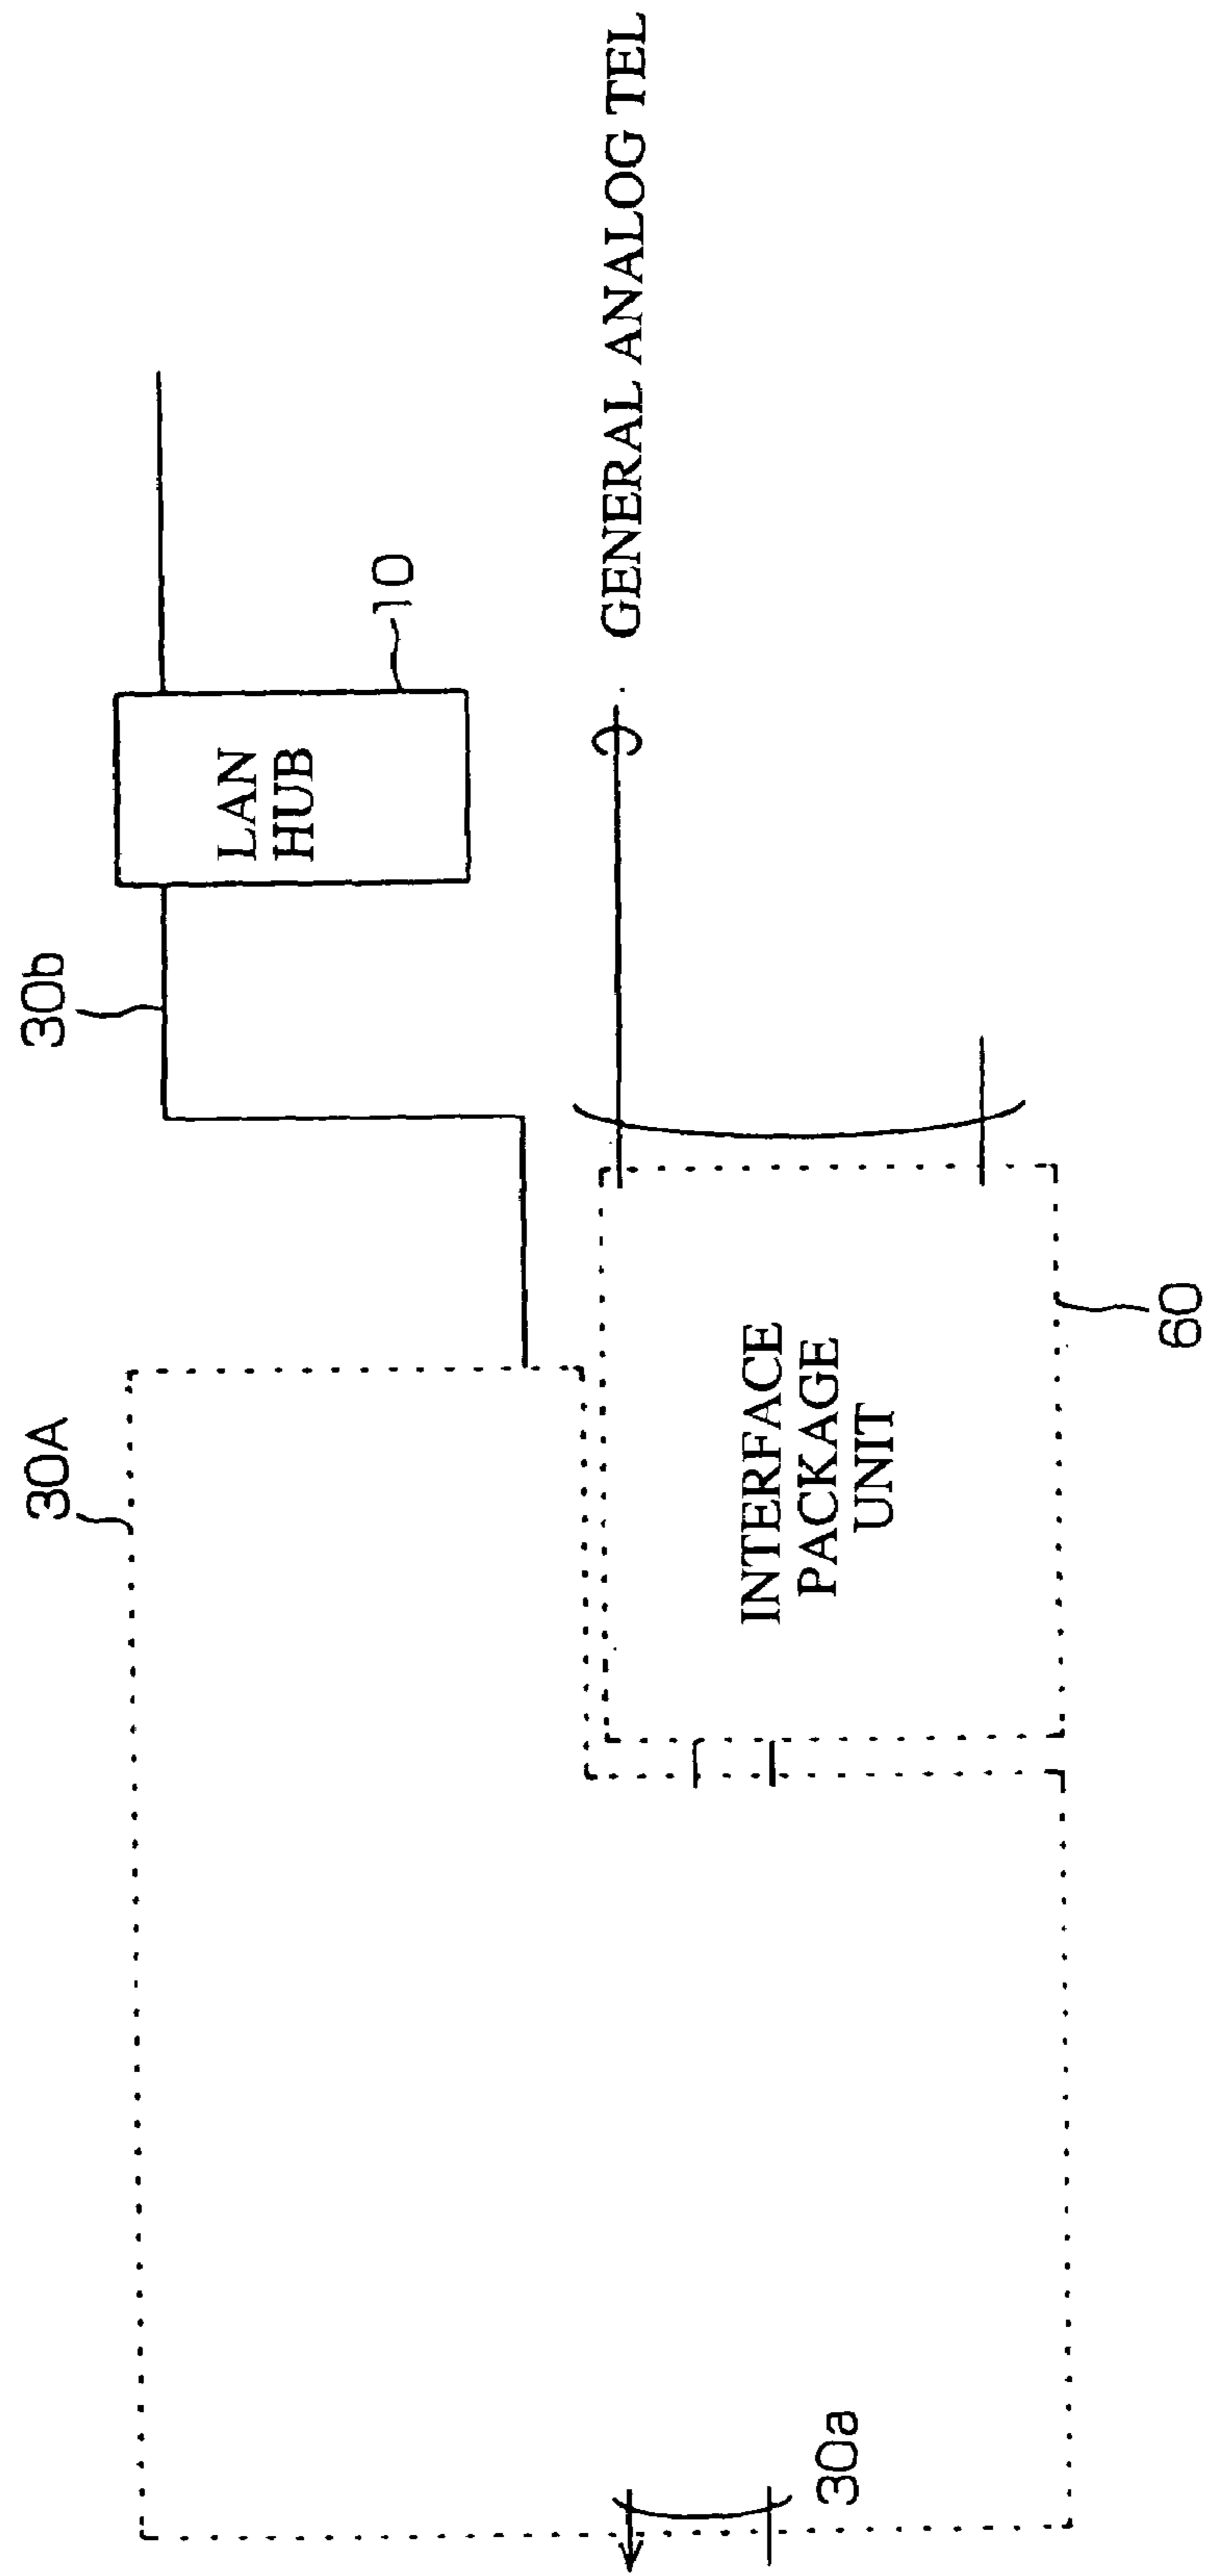 30A
30b
LAN
HUB
10
GENERAL ANALOG TEL
INTERFACE
PACKAGE
UNIT
60
30a